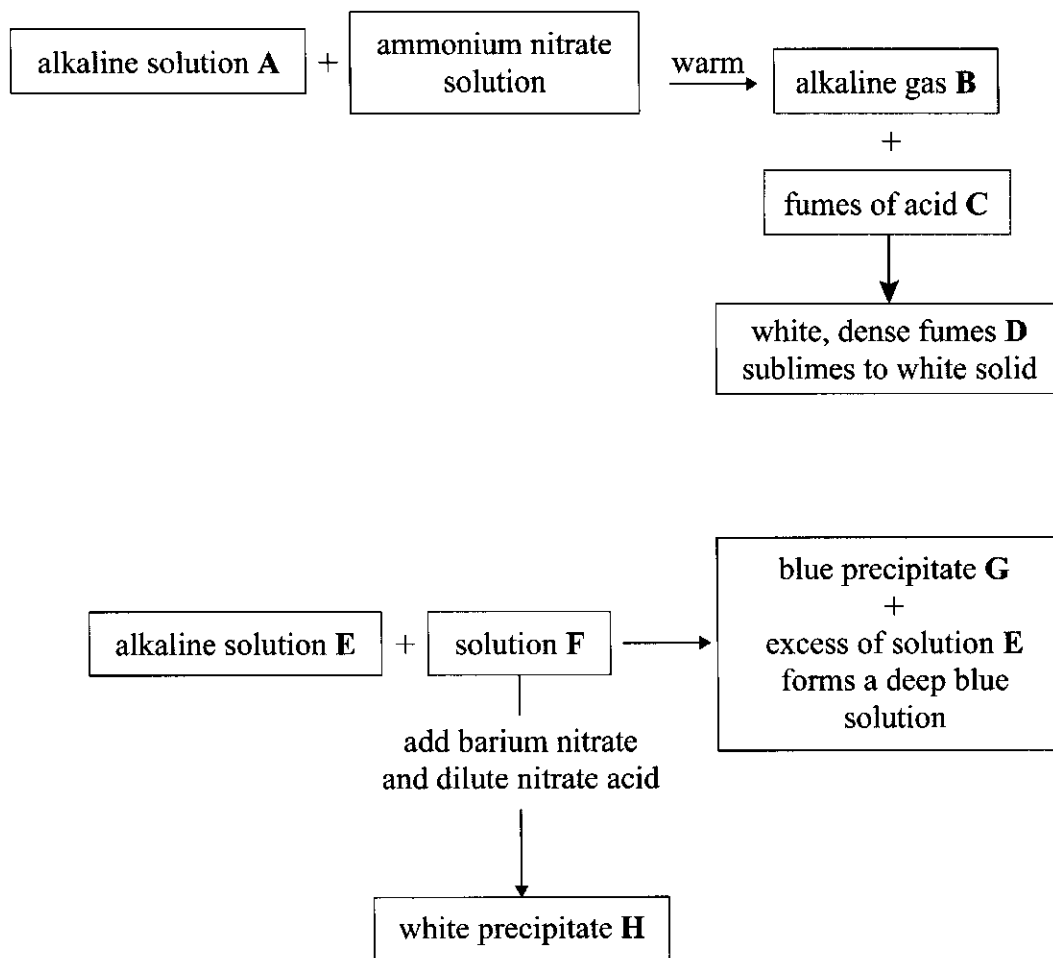 alkaline solution A + ammonium nitrate solution
warm
alkaline gas B
+
fumes of acid C
white, dense fumes D
sublimes to white solid
alkaline solution E + solution F
blue precipitate G
+
excess of solution E
forms a deep blue
solution
add barium nitrate
and dilute nitrate acid
white precipitate H